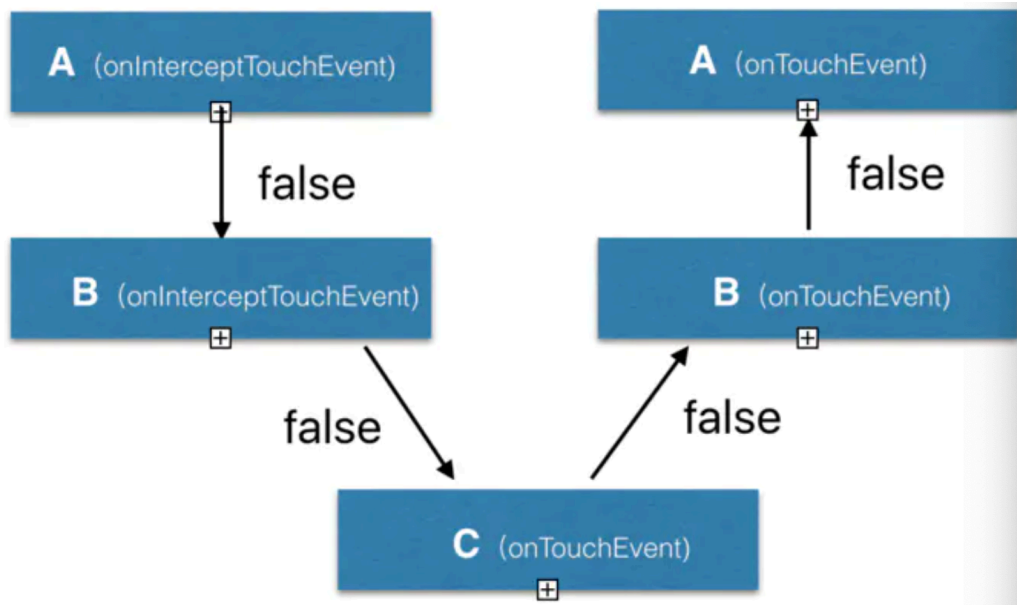 A (onInterceptTouchEvent)
A (onTouchEvent)
false
false
B (onInterceptTouchEvent)
B (onTouchEvent)
false
false
C (onTouchEvent)